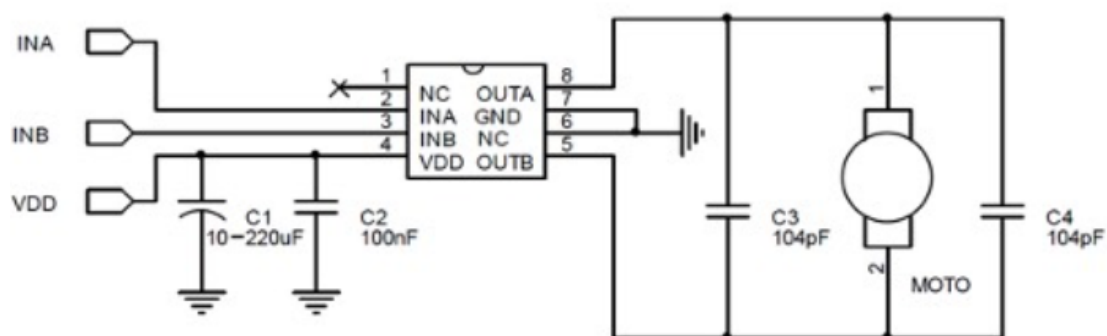 INA
INB
VDD
1
2
3
4
NC OUTA
INA GND
INB NC
VDD OUTB
8
7
6
5
C1
10-220uF
C2
100nF
C3
104pF
1
2
MOTO
C4
104pF